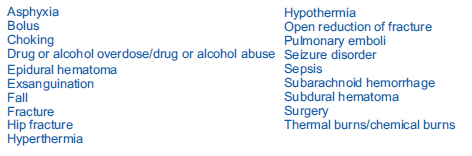 Asphyxia
Bolus
Choking
Drug or alcohol overdose/drug or alcohol abuse
Epidural hematoma
Exsanguination
Fall
Fracture
Hip fracture
Hyperthermia
Hypothermia
Open reduction of fracture
Pulmonary emboli
Seizure disorder
Sepsis
Subarachnoid hemorrhage
Subdural hematoma
Surgery
Thermal burns/chemical burns